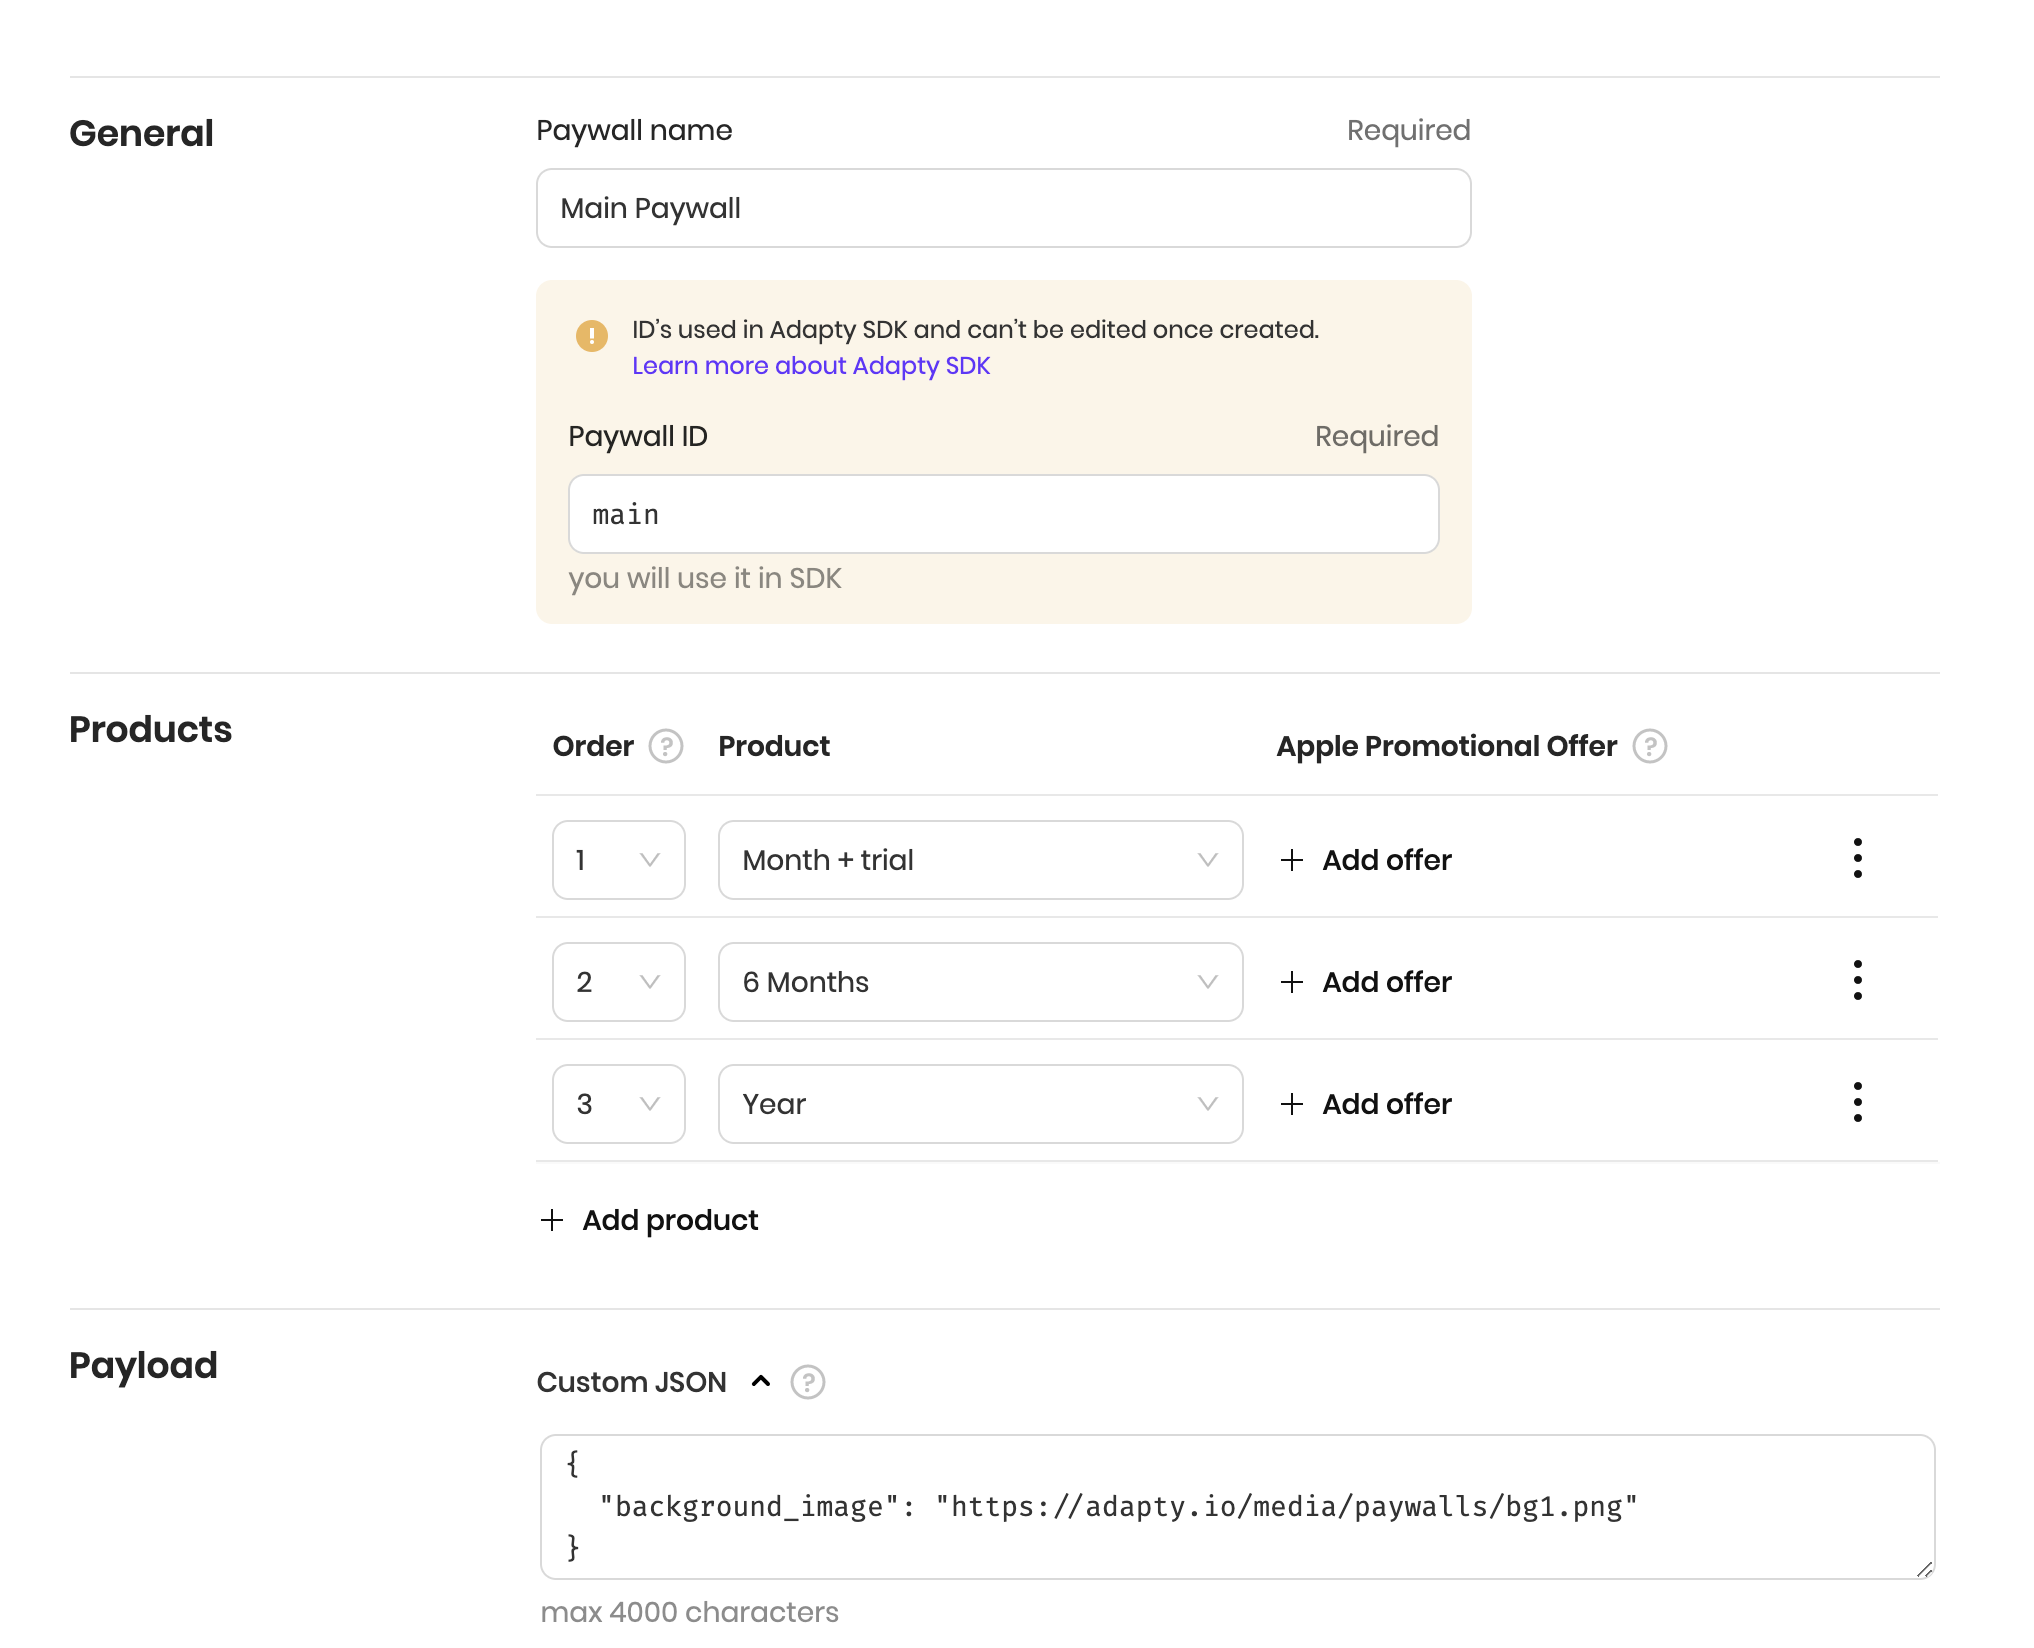 General
Paywall name Required
Main Paywall
ID’s used in Adapty SDK and can’t be edited once created.
Learn more about Adapty SDK
Paywall ID Required
main
you will use it in SDK
Products
Order ? Product Apple Promotional Offer ?
1 Month + trial + Add offer
2 6 Months + Add offer
3 Year + Add offer
+ Add product
Payload
Custom JSON ?
{
"background_image": "https://adapty.io/media/paywalls/bg1.png"
}
max 4000 characters